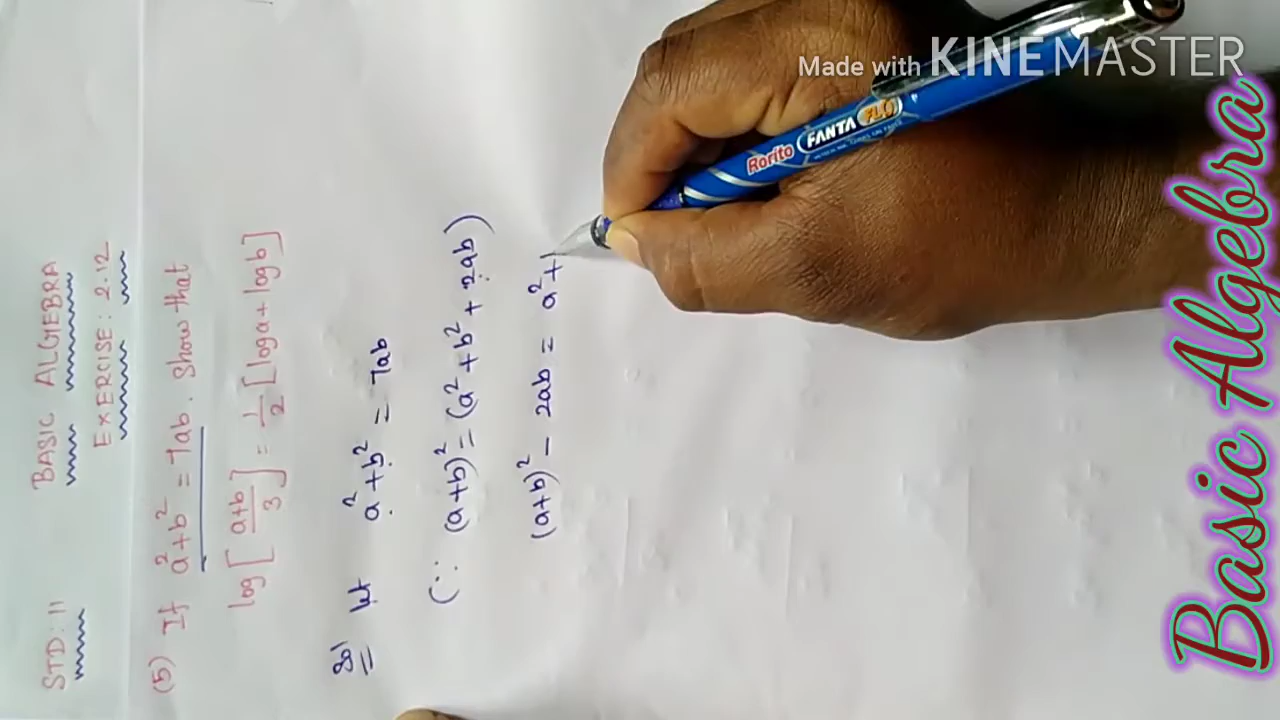 STD: 11 BASIC ALGEBRA
EXERCISE: 2.12
(5) If a²+b² = 7ab. Show that
log[(a+b)/3] = 1/2 [log a + log b]
Sol let a²+b² = 7ab
(∵ (a+b)² = (a²+b²+2ab)
(a+b)² - 2ab = a²+
Made with KINEMASTER
Rorito FANTA FLO
Basic Algebra